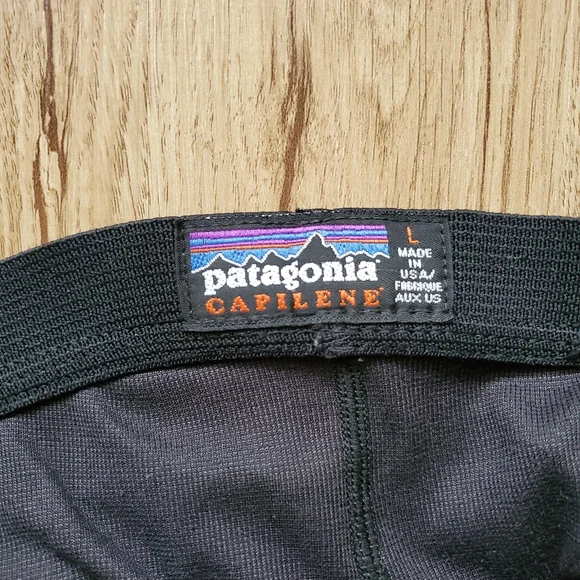 patagonia
CAPILENE
L
MADE
IN
USA/
FABRIQUE
AUX US